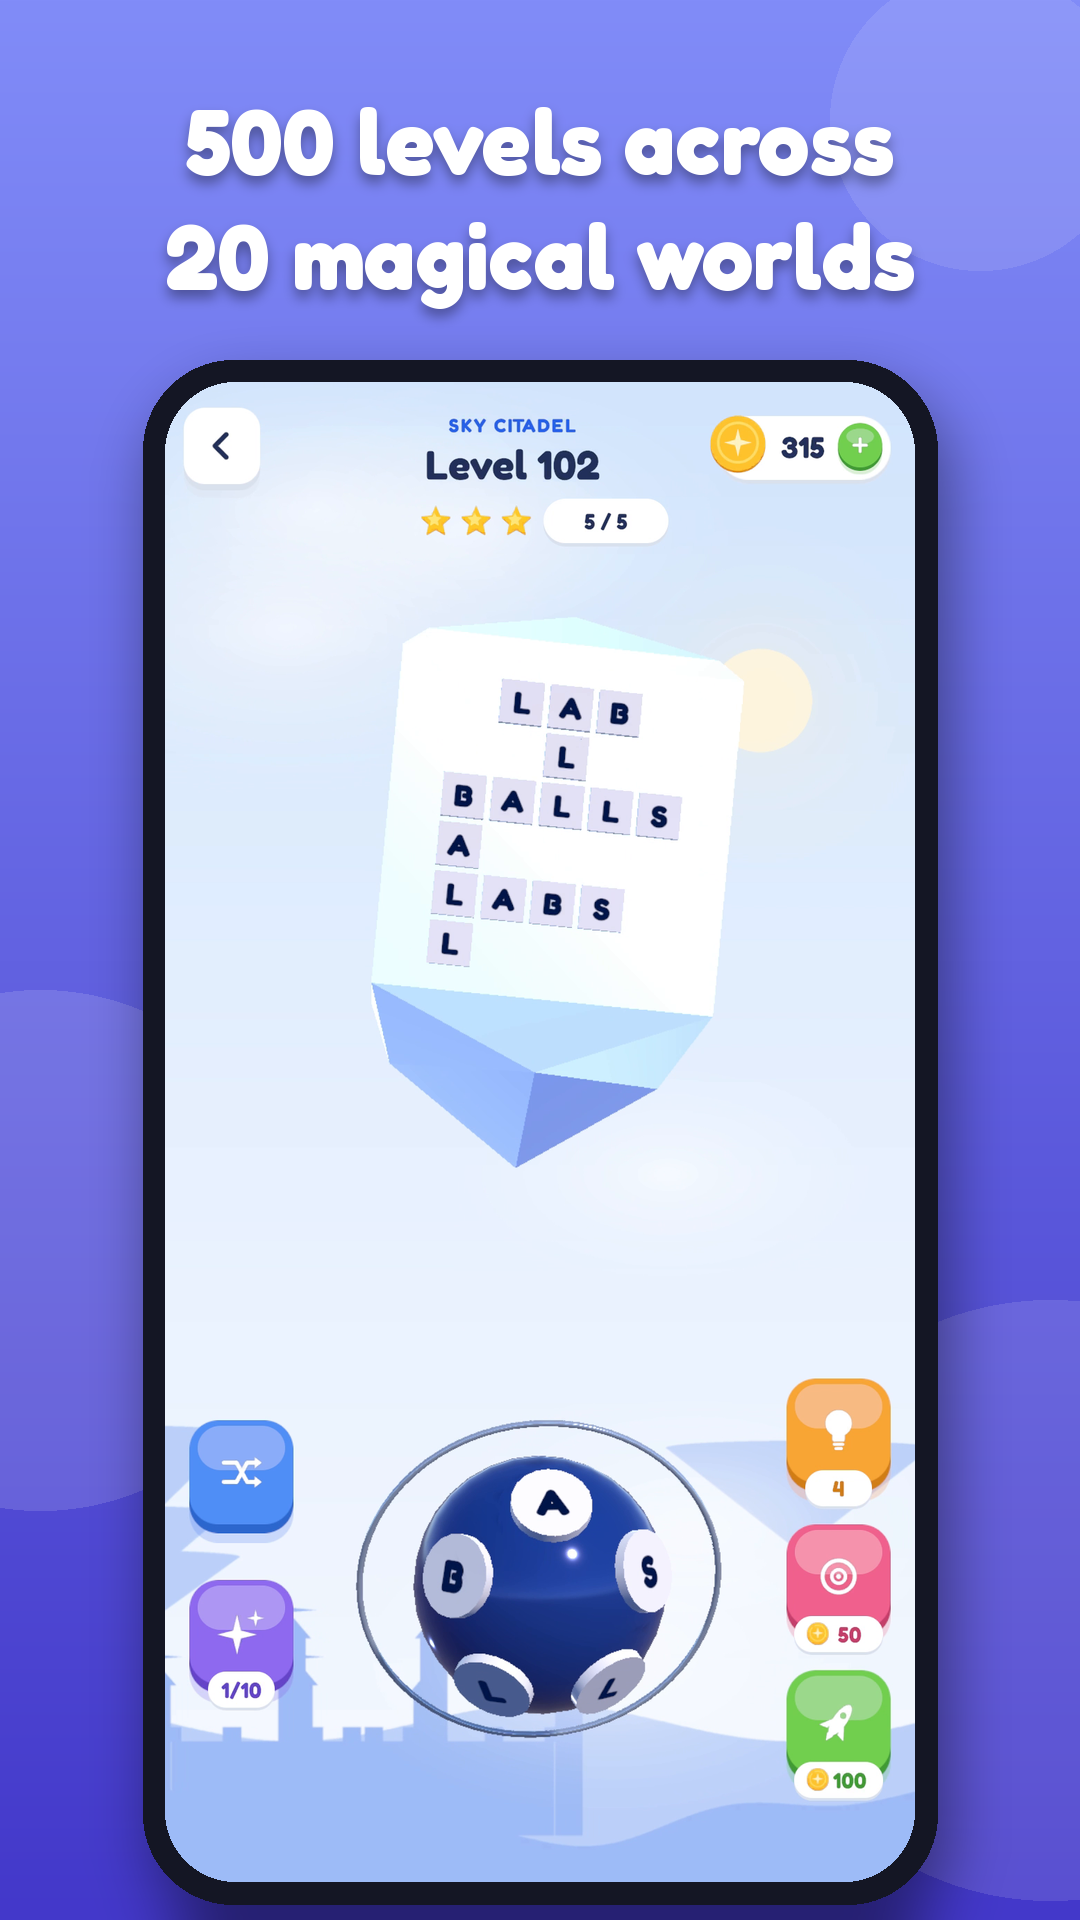 500 levels across
20 magical worlds
SKY CITADEL
Level 102
315
5 / 5
L A B
L
B A L L S
A
L A B S
L
A
B
S
L
L
4
50
1/10
100